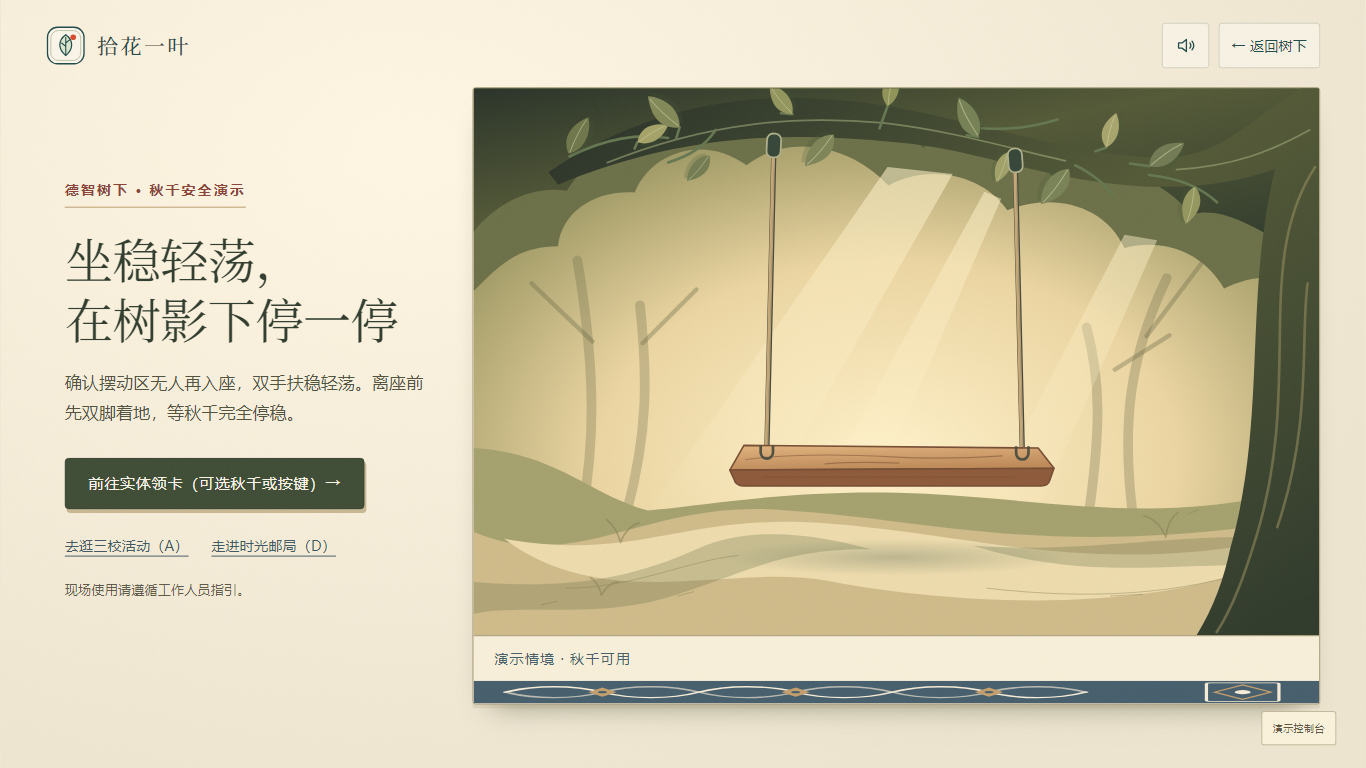 拾花一叶
← 返回树下
德智树下 • 秋千安全演示
坐稳轻荡，
在树影下停一停
确认摆动区无人再入座，双手扶稳轻荡。离座前
先双脚着地，等秋千完全停稳。
前往实体领卡（可选秋千或按键）→
去逛三校活动（A） 走进时光邮局（D）
现场使用请遵循工作人员指引。
演示情境 · 秋千可用
演示控制台